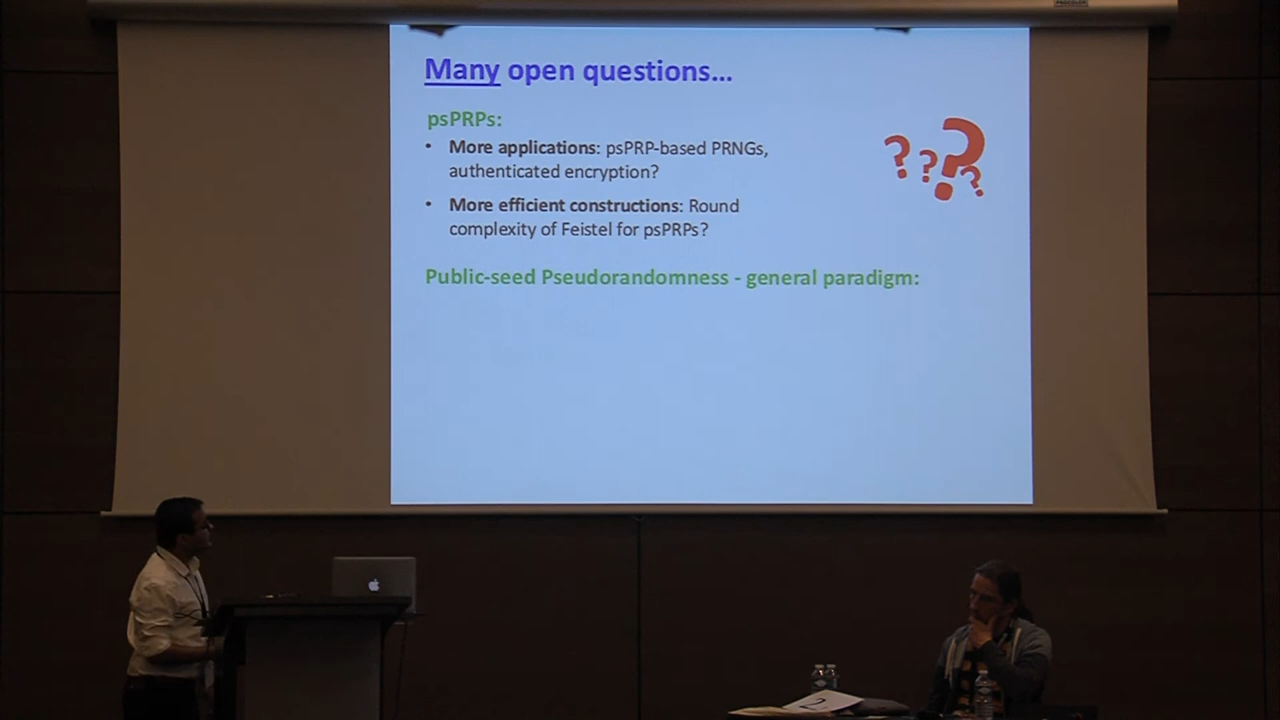 Many open questions…
psPRPs:
• More applications: psPRP-based PRNGs,
authenticated encryption?
• More efficient constructions: Round
complexity of Feistel for psPRPs?
Public-seed Pseudorandomness - general paradigm:
2